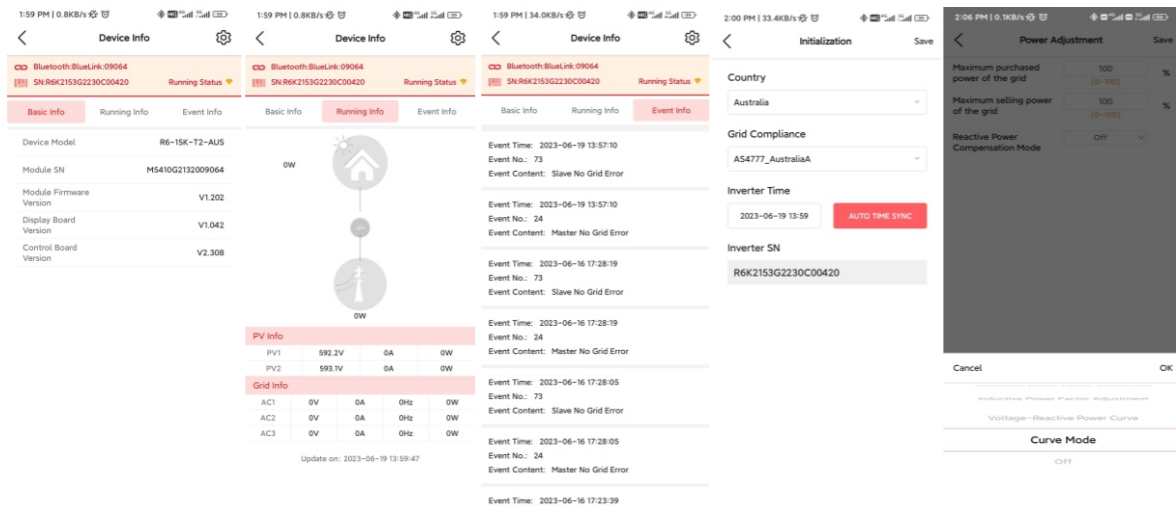 1:59 PM | 0.8KB/s
Device Info
Bluetooth:BlueLink:09064
SN:R6K2153G2230C00420 Running Status
Basic Info Running Info Event Info
Device Model R6-15K-T2-AUS
Module SN M5410G2132009064
Module Firmware
Version V1.202
Display Board
Version V1.042
Control Board
Version V2.308
1:59 PM | 0.8KB/s
Device Info
Bluetooth:BlueLink:09064
SN:R6K2153G2230C00420 Running Status
Basic Info Running Info Event Info
0W
0W
PV Info
PV1 592.2V 0A 0W
PV2 593.1V 0A 0W
Grid Info
AC1 0V 0A 0Hz 0W
AC2 0V 0A 0Hz 0W
AC3 0V 0A 0Hz 0W
Update on: 2023-06-19 13:59:47
1:59 PM | 34.0KB/s
Device Info
Bluetooth:BlueLink:09064
SN:R6K2153G2230C00420 Running Status
Basic Info Running Info Event Info
Event Time: 2023-06-19 13:57:10
Event No.: 73
Event Content: Slave No Grid Error
Event Time: 2023-06-19 13:57:10
Event No.: 24
Event Content: Master No Grid Error
Event Time: 2023-06-16 17:28:19
Event No.: 73
Event Content: Slave No Grid Error
Event Time: 2023-06-16 17:28:19
Event No.: 24
Event Content: Master No Grid Error
Event Time: 2023-06-16 17:28:05
Event No.: 73
Event Content: Slave No Grid Error
Event Time: 2023-06-16 17:28:05
Event No.: 24
Event Content: Master No Grid Error
Event Time: 2023-06-16 17:23:39
2:00 PM | 33.4KB/s
Initialization Save
Country
Australia
Grid Compliance
AS4777_AustraliaA
Inverter Time
2023-06-19 13:59 AUTO TIME SYNC
Inverter SN
R6K2153G2230C00420
2:06 PM | 0.1KB/s
Power Adjustment Save
Maximum purchased
power of the grid 100 %
[0-100]
Maximum selling power
of the grid 100 %
[0-100]
Reactive Power
Compensation Mode Off
Cancel OK
Inductive Power Factor Adjustment
Voltage-Reactive Power Curve
Curve Mode
Off